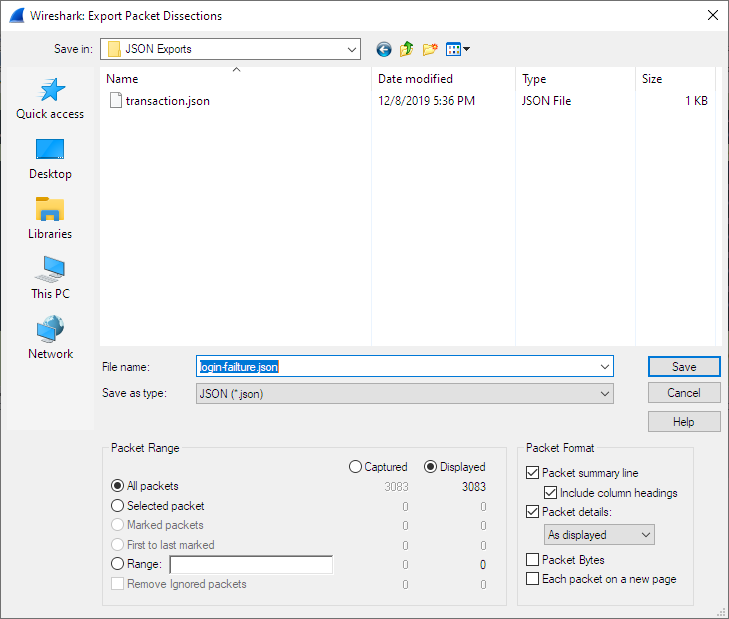 Wireshark: Export Packet Dissections
Save in: JSON Exports
Name Date modified Type Size
transaction.json 12/8/2019 5:36 PM JSON File 1 KB
Quick access
Desktop
Libraries
This PC
Network
File name: login-failture.json Save
Save as type: JSON (*.json) Cancel
Help
Packet Range
Captured Displayed
All packets 3083 3083
Selected packet 0 0
Marked packets 0 0
First to last marked 0 0
Range: 0 0
Remove Ignored packets 0 0
Packet Format
Packet summary line
Include column headings
Packet details:
As displayed
Packet Bytes
Each packet on a new page